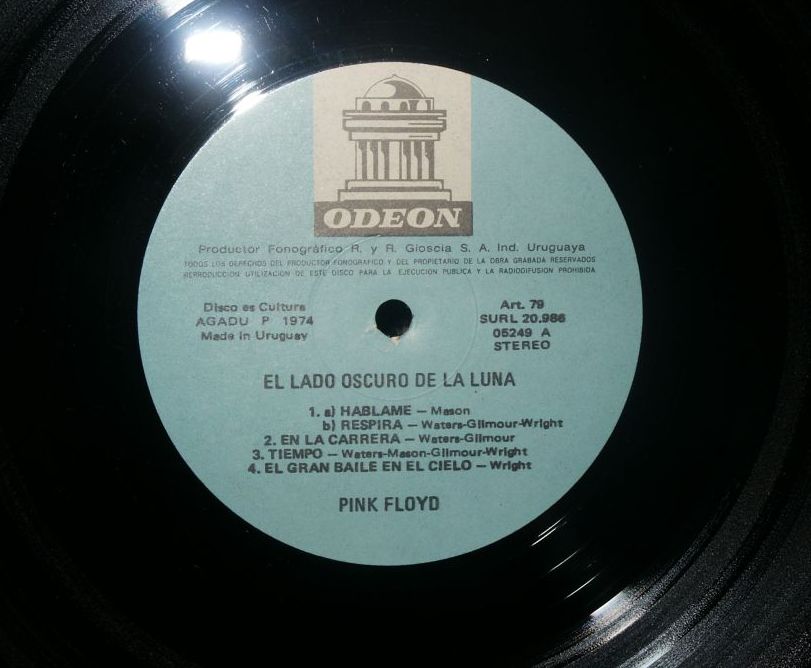 ODEON
Productor Fonográfico R. y R. Gioscia S. A. Ind. Uruguaya
TODOS LOS DERECHOS DEL PRODUCTOR FONOGRAFICO Y DEL PROPIETARIO DE LA OBRA GRABADA RESERVADOS
REPRODUCCION UTILIZACION DE ESTE DISCO PARA LA EJECUCION PUBLICA Y LA RADIODIFUSION PROHIBIDA
Disco es Cultura
AGADU P 1974
Made in Uruguay
Art. 79
SURL 20.986
05249 A
STEREO
EL LADO OSCURO DE LA LUNA
1. a) HABLAME – Mason
b) RESPIRA – Waters-Gilmour-Wright
2. EN LA CARRERA – Waters-Gilmour
3. TIEMPO – Waters-Mason-Gilmour-Wright
4. EL GRAN BAILE EN EL CIELO – Wright
PINK FLOYD